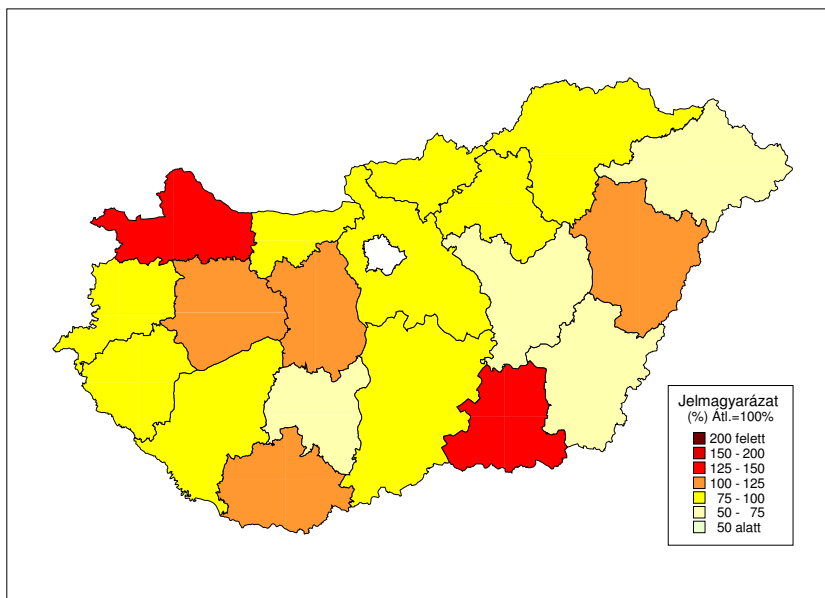 Jelmagyarázat
(%) Átl.=100%
200 felett
150 - 200
125 - 150
100 - 125
75 - 100
50 - 75
50 alatt